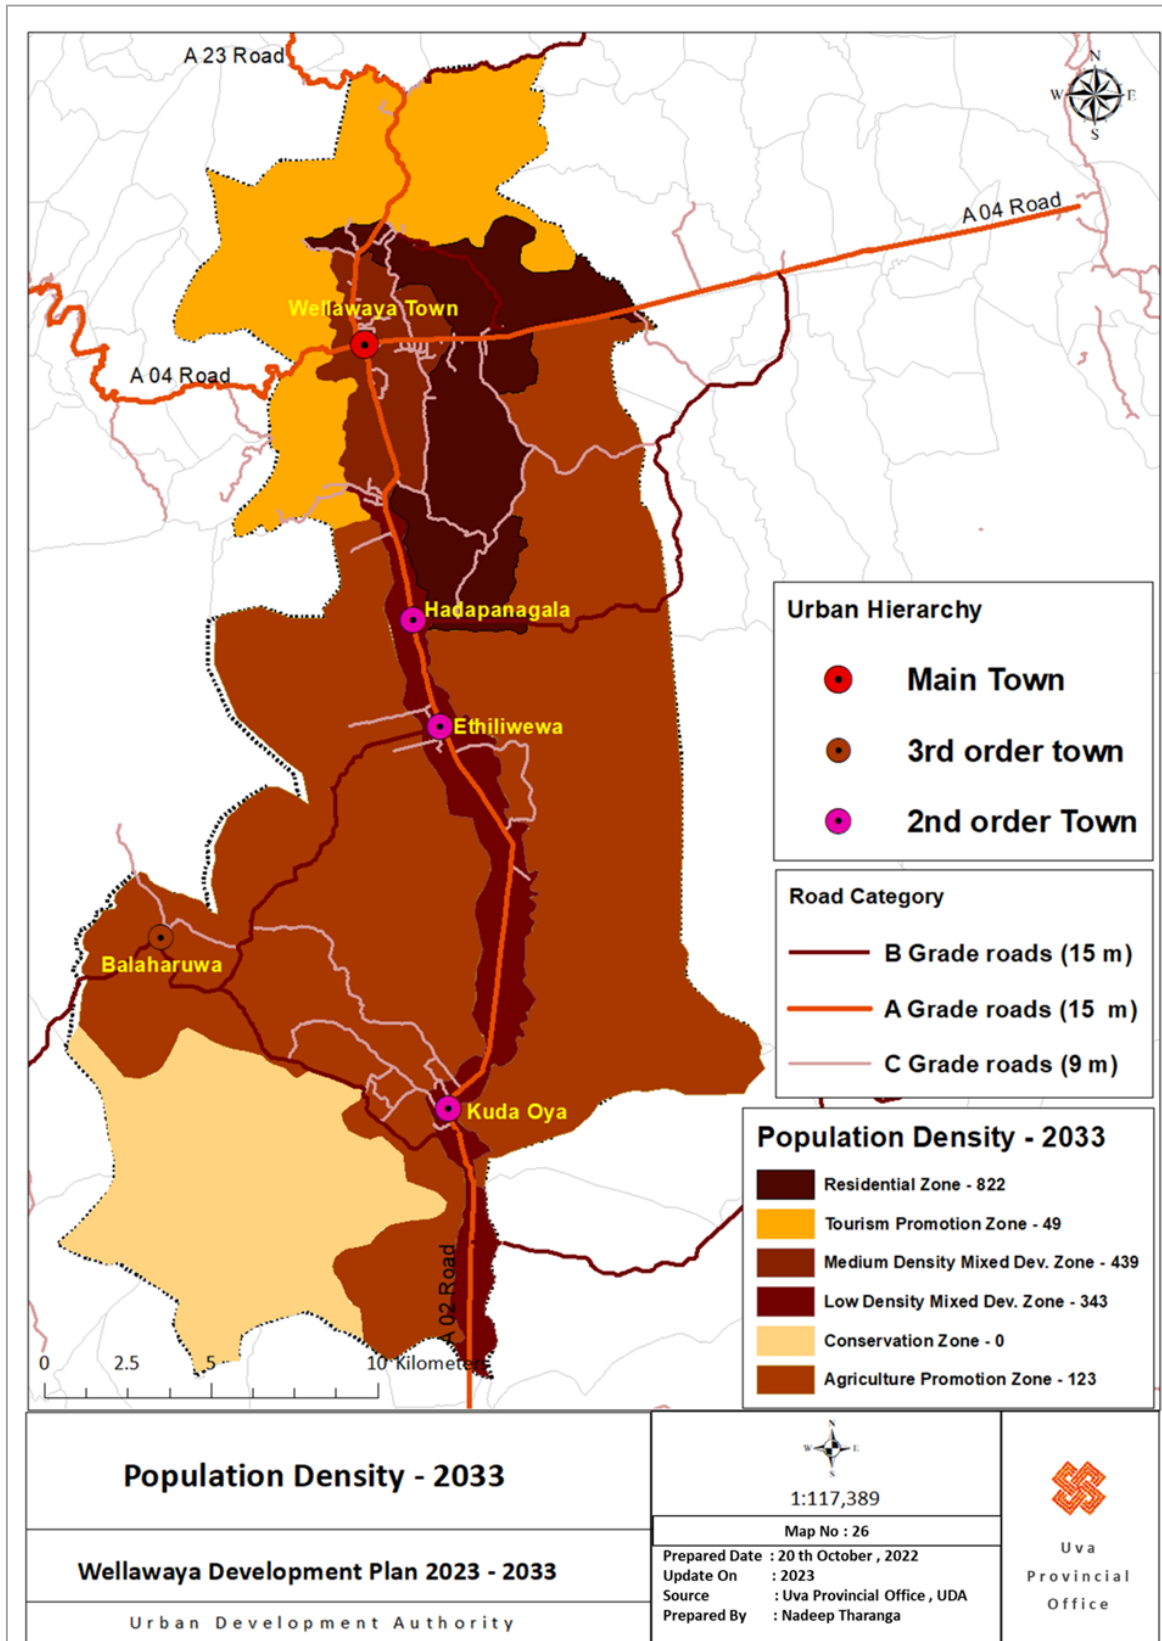 A 23 Road
N
W E
S
A 04 Road
Wellawaya Town
A 04 Road
Hadapanagala
Ethiliwewa
Balaharuwa
Kuda Oya
A 02 Road
Urban Hierarchy
Main Town
3rd order town
2nd order Town
Road Category
B Grade roads (15 m)
A Grade roads (15 m)
C Grade roads (9 m)
Population Density - 2033
Residential Zone - 822
Tourism Promotion Zone - 49
Medium Density Mixed Dev. Zone - 439
Low Density Mixed Dev. Zone - 343
Conservation Zone - 0
Agriculture Promotion Zone - 123
0 2.5 5 10 Kilometers
Population Density - 2033
Wellawaya Development Plan 2023 - 2033
Urban Development Authority
N
W E
S
1:117,389
Map No : 26
Prepared Date : 20 th October , 2022
Update On : 2023
Source : Uva Provincial Office , UDA
Prepared By : Nadeep Tharanga
Uva
Provincial
Office